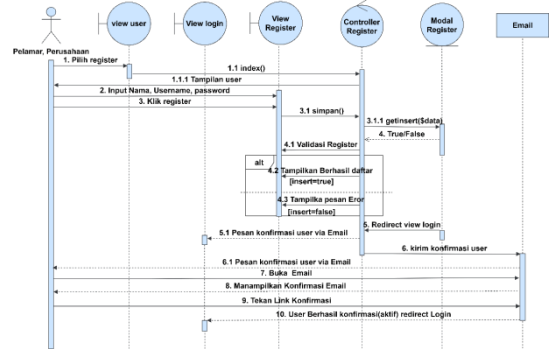 view user
View login
View
Register
Controller
Register
Modal
Register
Email
Pelamar, Perusahaan
1. Pilih register
1.1 index()
1.1.1 Tampilan user
2. Input Nama, Username, password
3. Klik register
3.1 simpan()
3.1.1 getinsert($data)
4. True/False
4.1 Validasi Register
alt
4.2 Tampilkan Berhasil daftar
[insert=true]
4.3 Tampilka pesan Eror
[insert=false]
5. Redirect view login
5.1 Pesan konfirmasi user via Email
6. kirim konfirmasi user
6.1 Pesan konfirmasi user via Email
7. Buka Email
8. Manampilkan Konfirmasi Email
9. Tekan Link Konfirmasi
10. User Berhasil konfirmasi(aktif) redirect Login